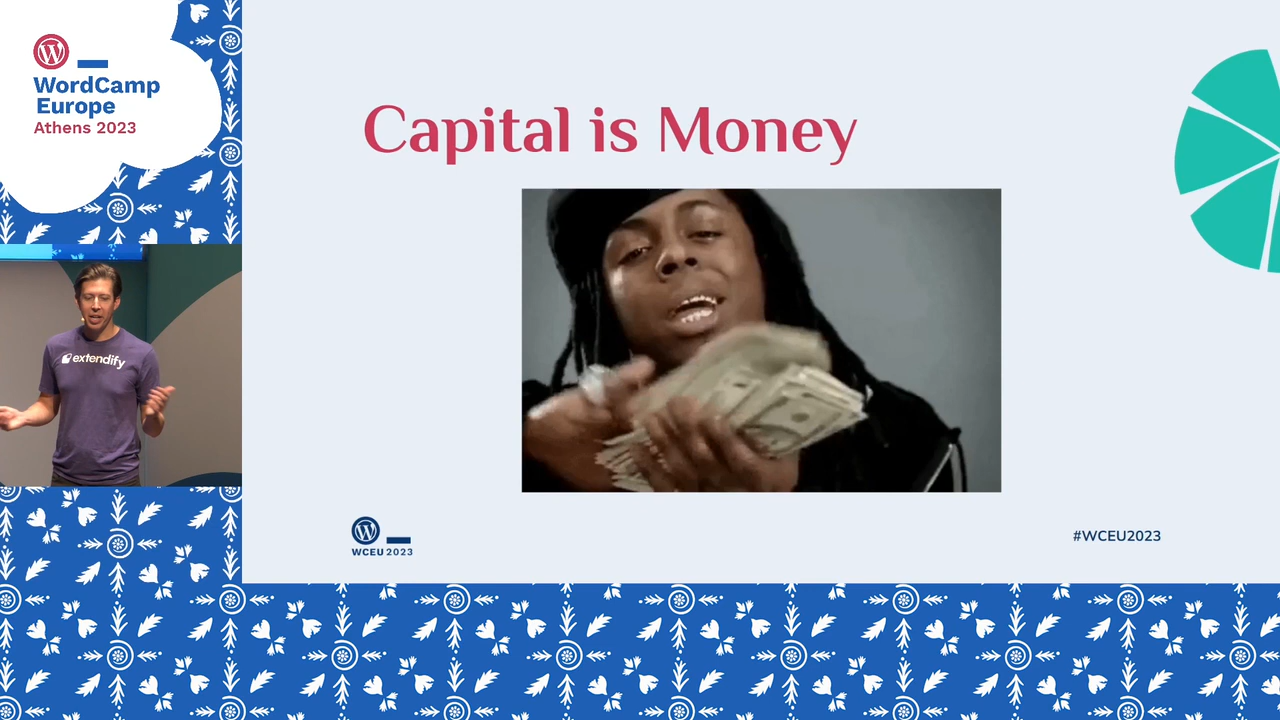 WordCamp
Europe
Athens 2023
extendify
Capital is Money
WCEU 2023
#WCEU2023